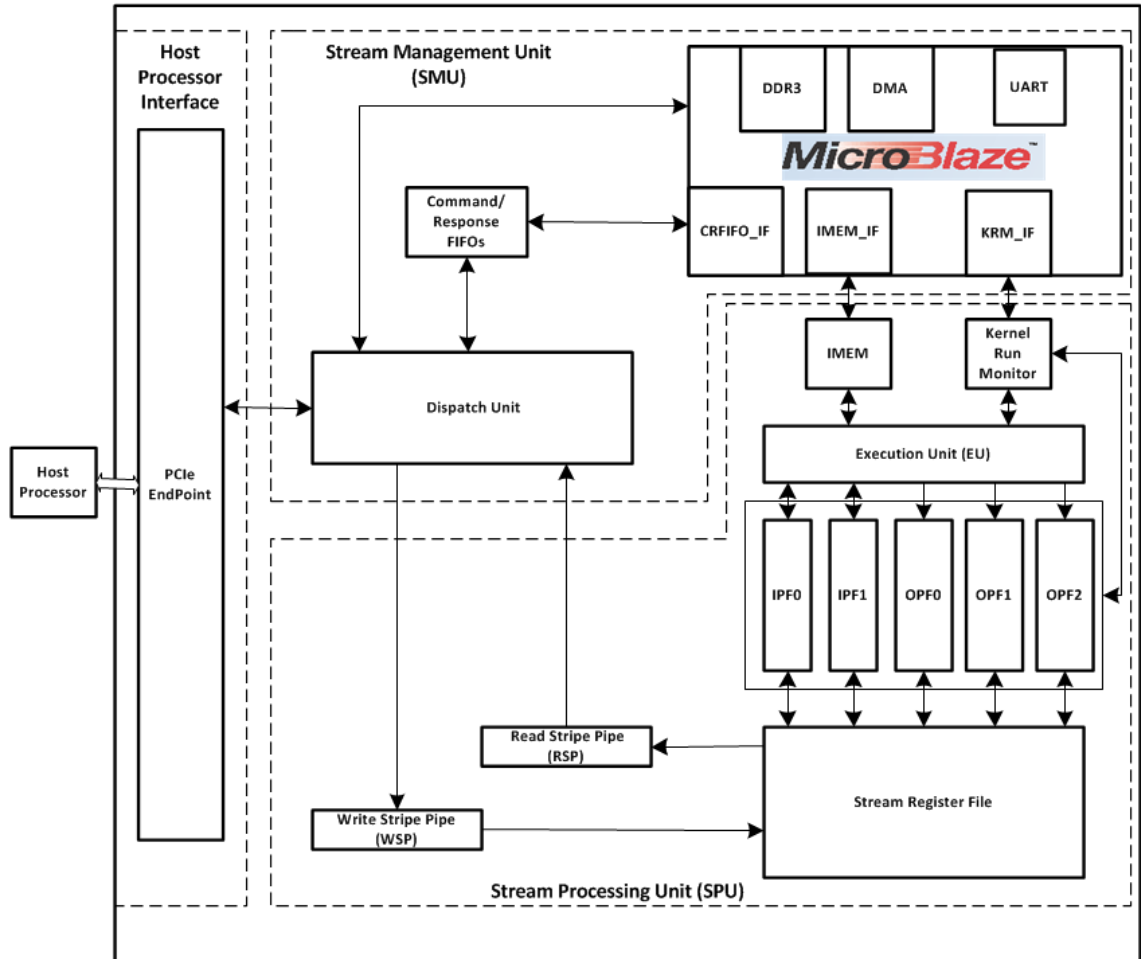 Host
Processor
Interface
Stream Management Unit
(SMU)
DDR3
DMA
UART
MicroBlaze™
Command/
Response
FIFOs
CRFIFO_IF
IMEM_IF
KRM_IF
IMEM
Kernel
Run
Monitor
Dispatch Unit
Execution Unit (EU)
Host
Processor
PCIe
EndPoint
IPF0
IPF1
OPF0
OPF1
OPF2
Read Stripe Pipe
(RSP)
Stream Register File
Write Stripe Pipe
(WSP)
Stream Processing Unit (SPU)